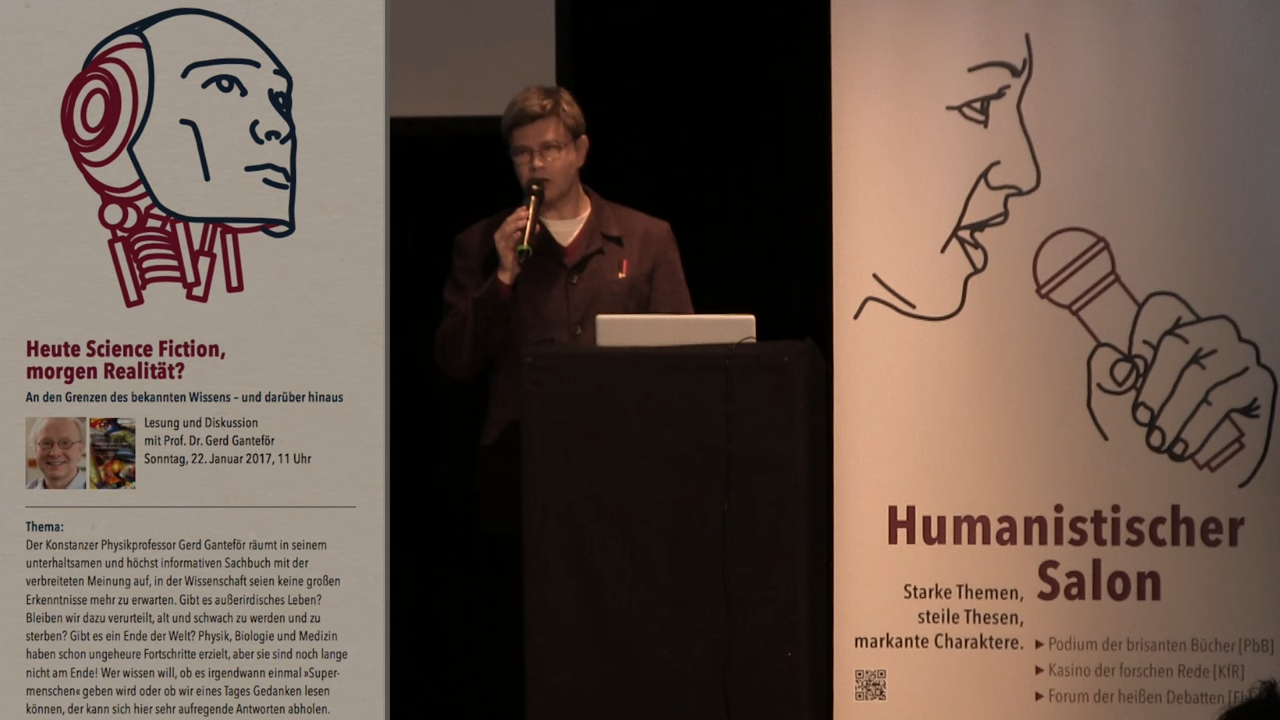 Heute Science Fiction,
morgen Realität?
An den Grenzen des bekannten Wissens – und darüber hinaus
Lesung und Diskussion
mit Prof. Dr. Gerd Ganteför
Sonntag, 22. Januar 2017, 11 Uhr
Thema:
Der Konstanzer Physikprofessor Gerd Ganteför räumt in seinem
unterhaltsamen und höchst informativen Sachbuch mit der
verbreiteten Meinung auf, in der Wissenschaft seien keine großen
Erkenntnisse mehr zu erwarten. Gibt es außerirdisches Leben?
Bleiben wir dazu verurteilt, alt und schwach zu werden und zu
sterben? Gibt es ein Ende der Welt? Physik, Biologie und Medizin
haben schon ungeheure Fortschritte erzielt, aber sie sind noch lange
nicht am Ende! Wer wissen will, ob es irgendwann einmal »Super-
menschen« geben wird oder ob wir eines Tages Gedanken lesen
können, der kann sich hier sehr aufregende Antworten abholen.
Humanistischer
Salon
Starke Themen,
steile Thesen,
markante Charaktere.
▸ Podium der brisanten Bücher [PbB]
▸ Kasino der forschen Rede [KfR]
▸ Forum der heißen Debatten